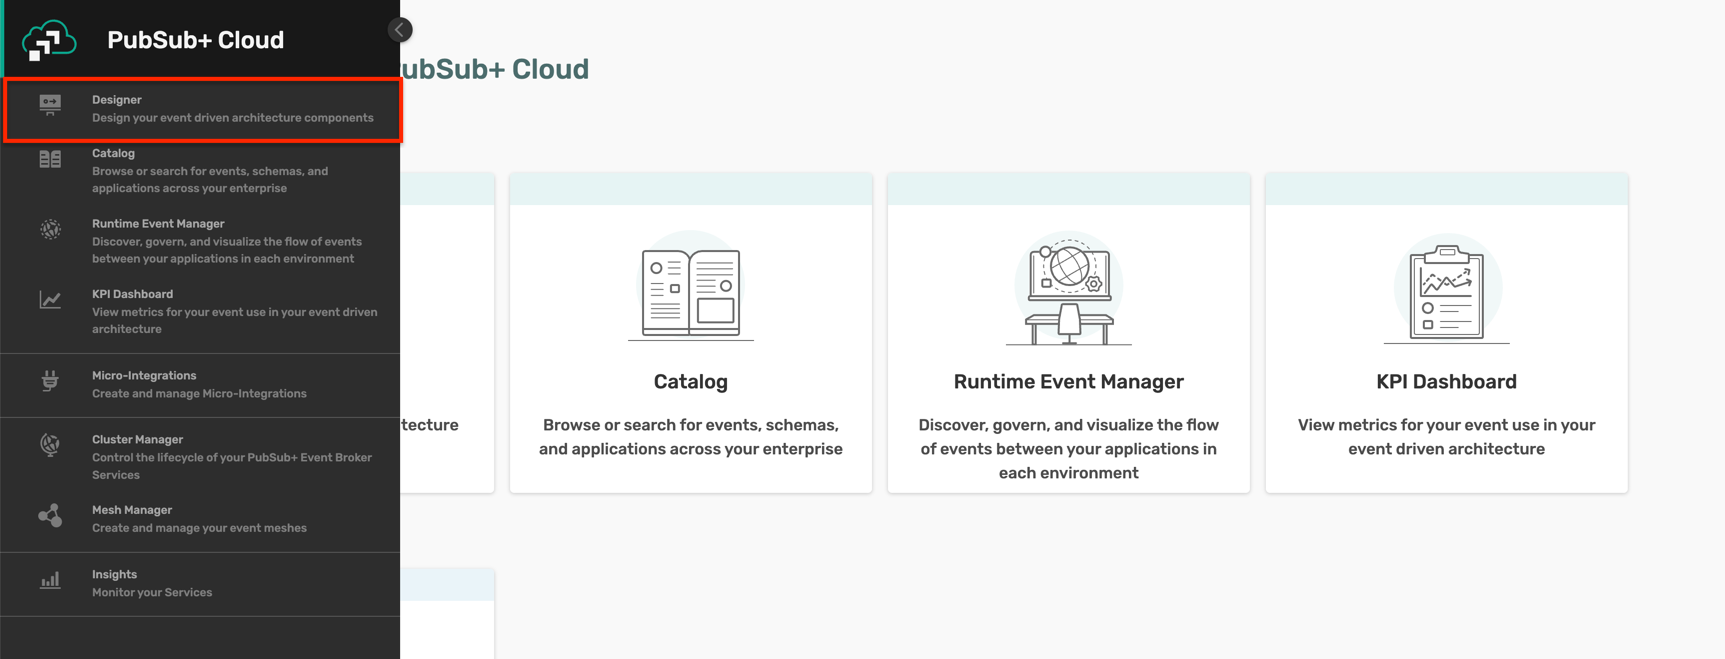 PubSub+ Cloud
Designer
Design your event driven architecture components
Catalog
Browse or search for events, schemas, and
applications across your enterprise
Runtime Event Manager
Discover, govern, and visualize the flow of events
between your applications in each environment
KPI Dashboard
View metrics for your event use in your event driven
architecture
Micro-Integrations
Create and manage Micro-Integrations
Cluster Manager
Control the lifecycle of your PubSub+ Event Broker
Services
Mesh Manager
Create and manage your event meshes
Insights
Monitor your Services
ubSub+ Cloud
tecture
Catalog
Browse or search for events, schemas,
and applications across your enterprise
Runtime Event Manager
Discover, govern, and visualize the flow
of events between your applications in
each environment
KPI Dashboard
View metrics for your event use in your
event driven architecture